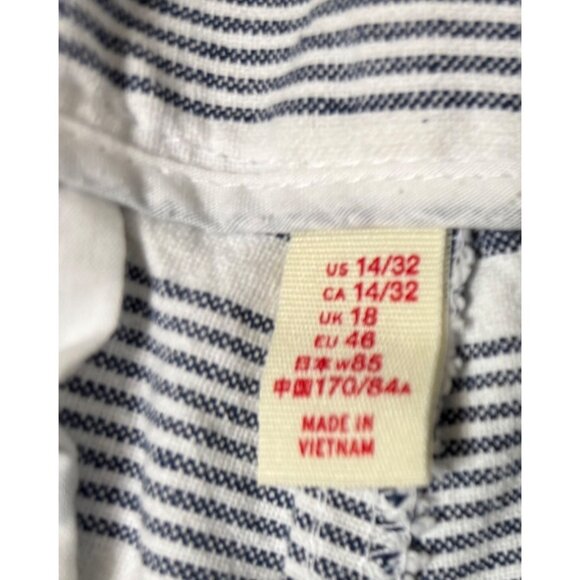 US 14/32
CA 14/32
UK 18
EU 46
日本 W85
中国 170/84A
MADE IN
VIETNAM